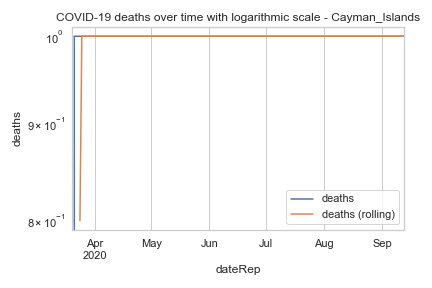 COVID-19 deaths over time with logarithmic scale - Cayman_Islands
10⁰
9 × 10⁻¹
8 × 10⁻¹
deaths
deaths
deaths (rolling)
Apr May Jun Jul Aug Sep
2020
dateRep